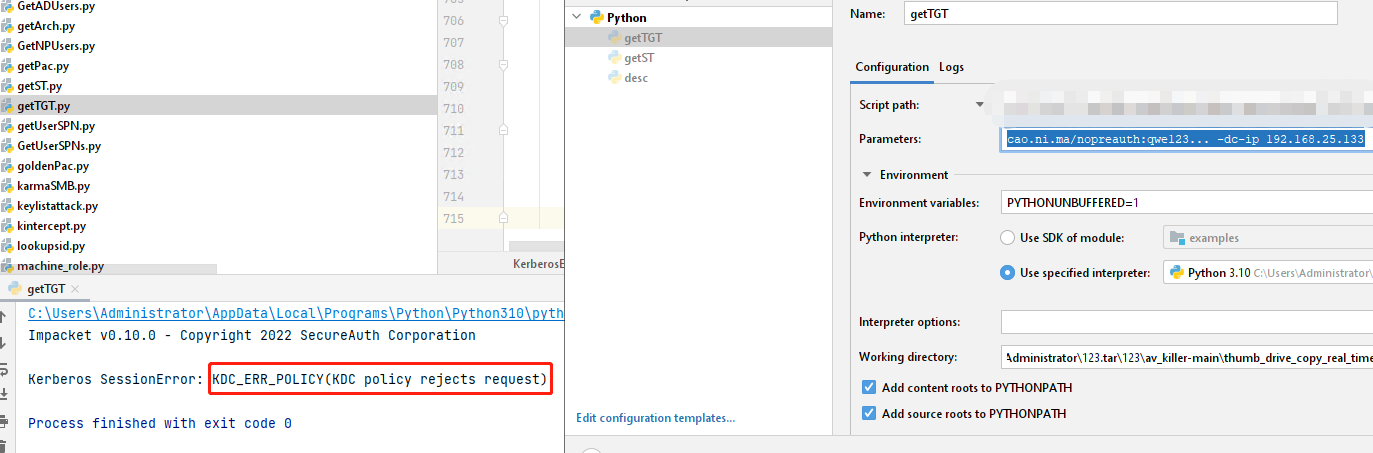 GetADUsers.py
getArch.py
GetNPUsers.py
getPac.py
getST.py
getTGT.py
getUserSPN.py
GetUserSPNs.py
goldenPac.py
karmaSMB.py
keylistattack.py
kintercept.py
lookupsid.py
machine_role.py
705
706
707
708
709
710
711
712
713
714
715
KerberosE
getTGT
C:\Users\Administrator\AppData\Local\Programs\Python\Python310\pyth
Impacket v0.10.0 - Copyright 2022 SecureAuth Corporation
Kerberos SessionError: KDC_ERR_POLICY(KDC policy rejects request)
Process finished with exit code 0
Python
getTGT
getST
desc
Edit configuration templates...
Name: getTGT
Configuration Logs
Script path:
Parameters: cao.ni.ma/nopreauth:qwe123... -dc-ip 192.168.25.133
Environment
Environment variables: PYTHONUNBUFFERED=1
Python interpreter: Use SDK of module: examples
Use specified interpreter: Python 3.10 C:\Users\Administrator\
Interpreter options:
Working directory: Administrator\123.tar\123\av_killer-main\thumb_drive_copy_real_time
Add content roots to PYTHONPATH
Add source roots to PYTHONPATH